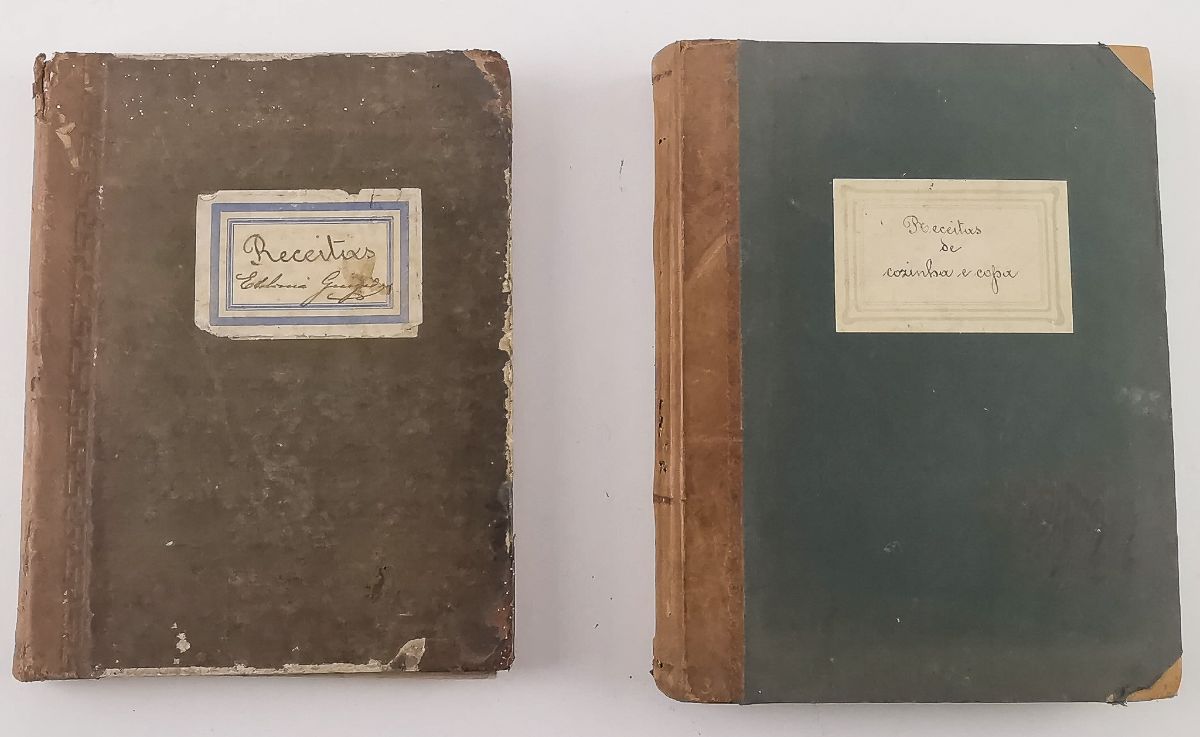 Receitas
Receitas
de
cozinha e copa